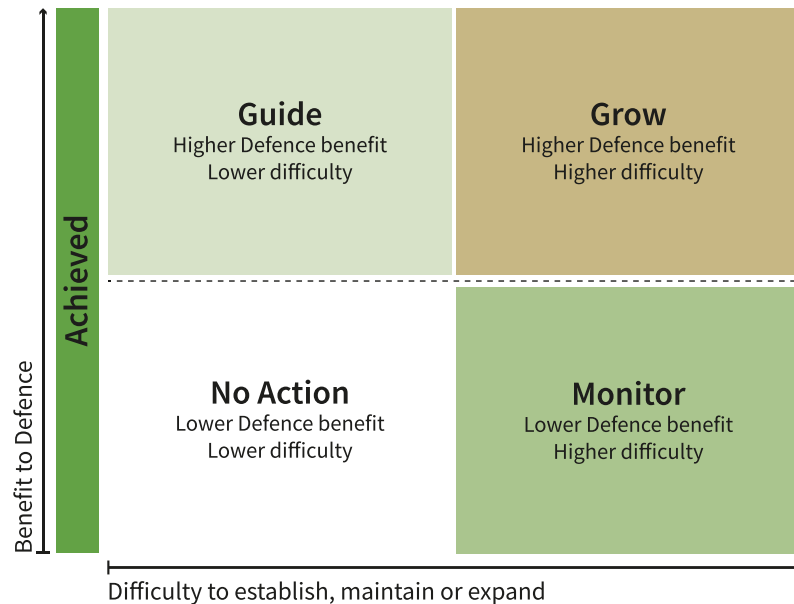 Guide
Higher Defence benefit
Lower difficulty
Grow
Higher Defence benefit
Higher difficulty
Achieved
No Action
Lower Defence benefit
Lower difficulty
Monitor
Lower Defence benefit
Higher difficulty
Benefit to Defence
Difficulty to establish, maintain or expand